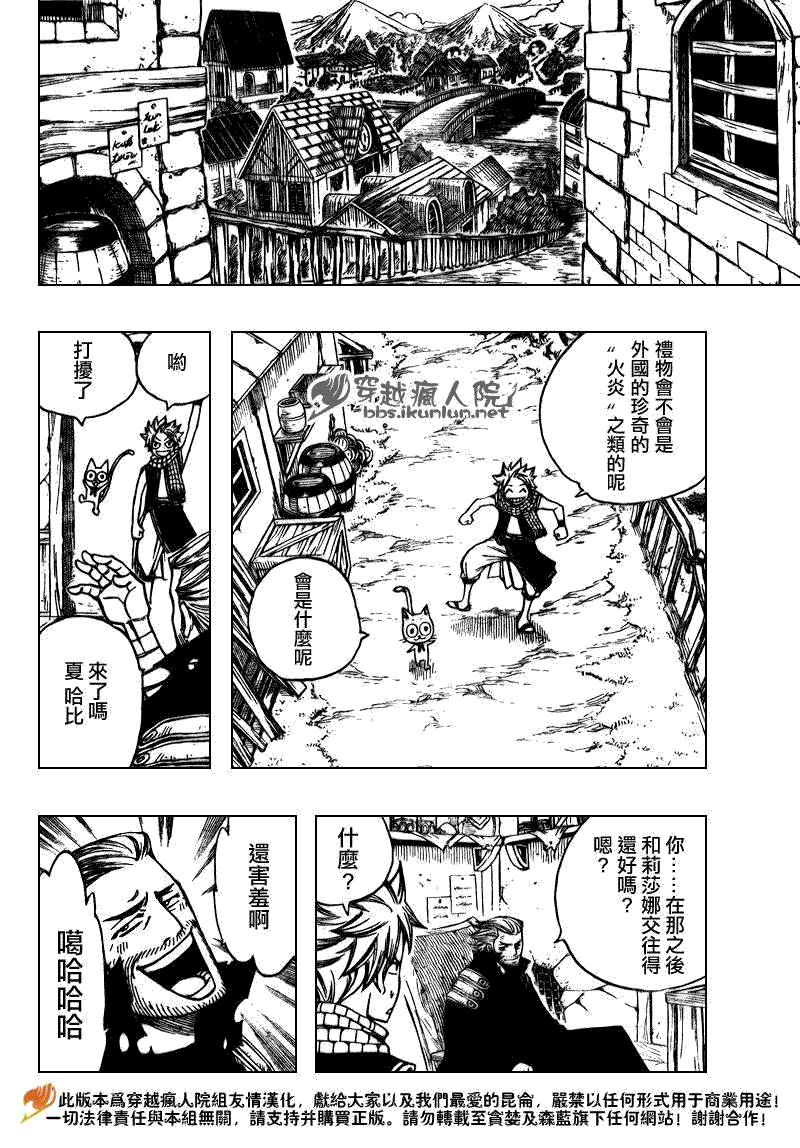 禮物會不會是
外國的珍奇的
〝火炎〞之類的呢
會是什麼呢
穿越瘋人院
bbs.ikunlun.net
喲
打擾了
來了嗎
夏 哈比
你……在那之後
和莉莎娜交往得
還好嗎？
嗯？
什麼？
還害羞啊
噶哈哈哈
此版本爲穿越瘋人院組友情漢化，獻給大家以及我們最愛的昆侖，嚴禁以任何形式用于商業用途！
一切法律責任與本組無關，請支持并購買正版。請勿轉載至貪婪及森藍旗下任何網站！謝謝合作！